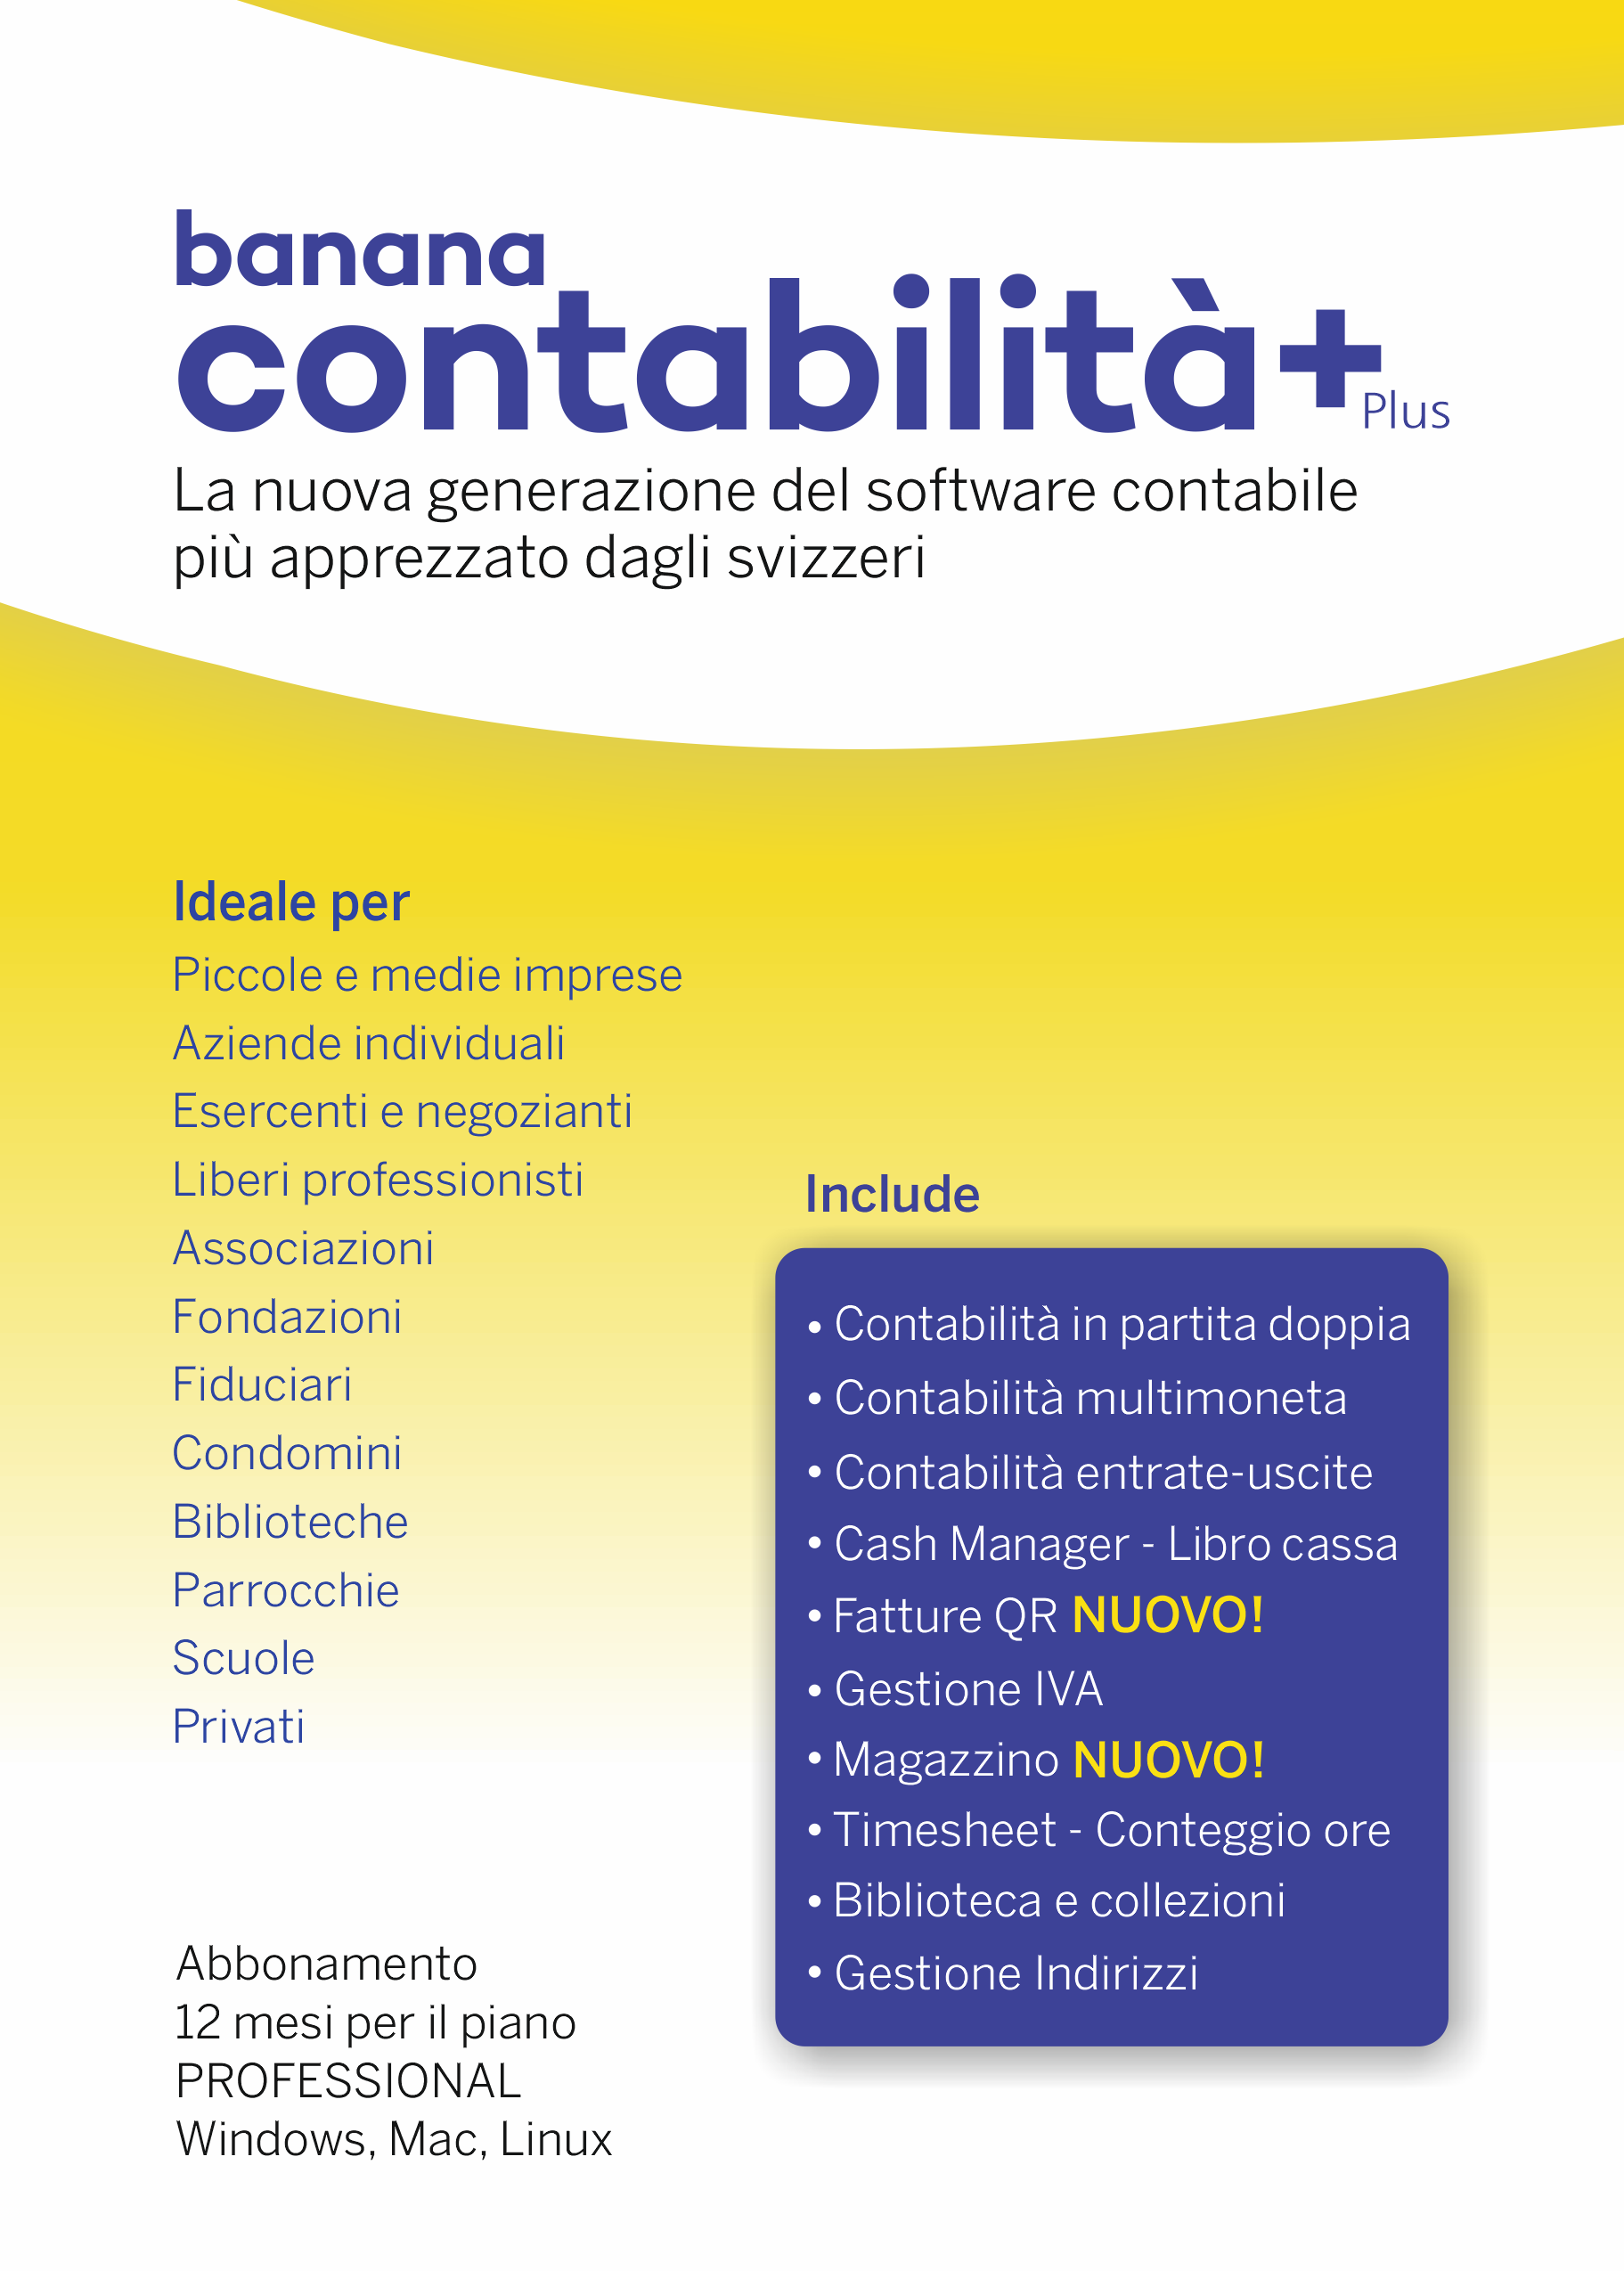 banana
contabilità+
Plus
La nuova generazione del software contabile
più apprezzato dagli svizzeri
Ideale per
Piccole e medie imprese
Aziende individuali
Esercenti e negozianti
Liberi professionisti
Associazioni
Fondazioni
Fiduciari
Condomini
Biblioteche
Parrocchie
Scuole
Privati
Include
• Contabilità in partita doppia
• Contabilità multimoneta
• Contabilità entrate-uscite
• Cash Manager - Libro cassa
• Fatture QR NUOVO!
• Gestione IVA
• Magazzino NUOVO!
• Timesheet - Conteggio ore
• Biblioteca e collezioni
• Gestione Indirizzi
Abbonamento
12 mesi per il piano
PROFESSIONAL
Windows, Mac, Linux